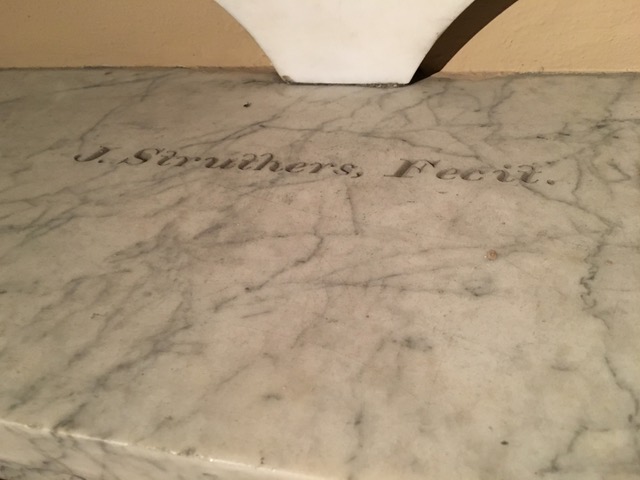 J. Struthers, Fecit.